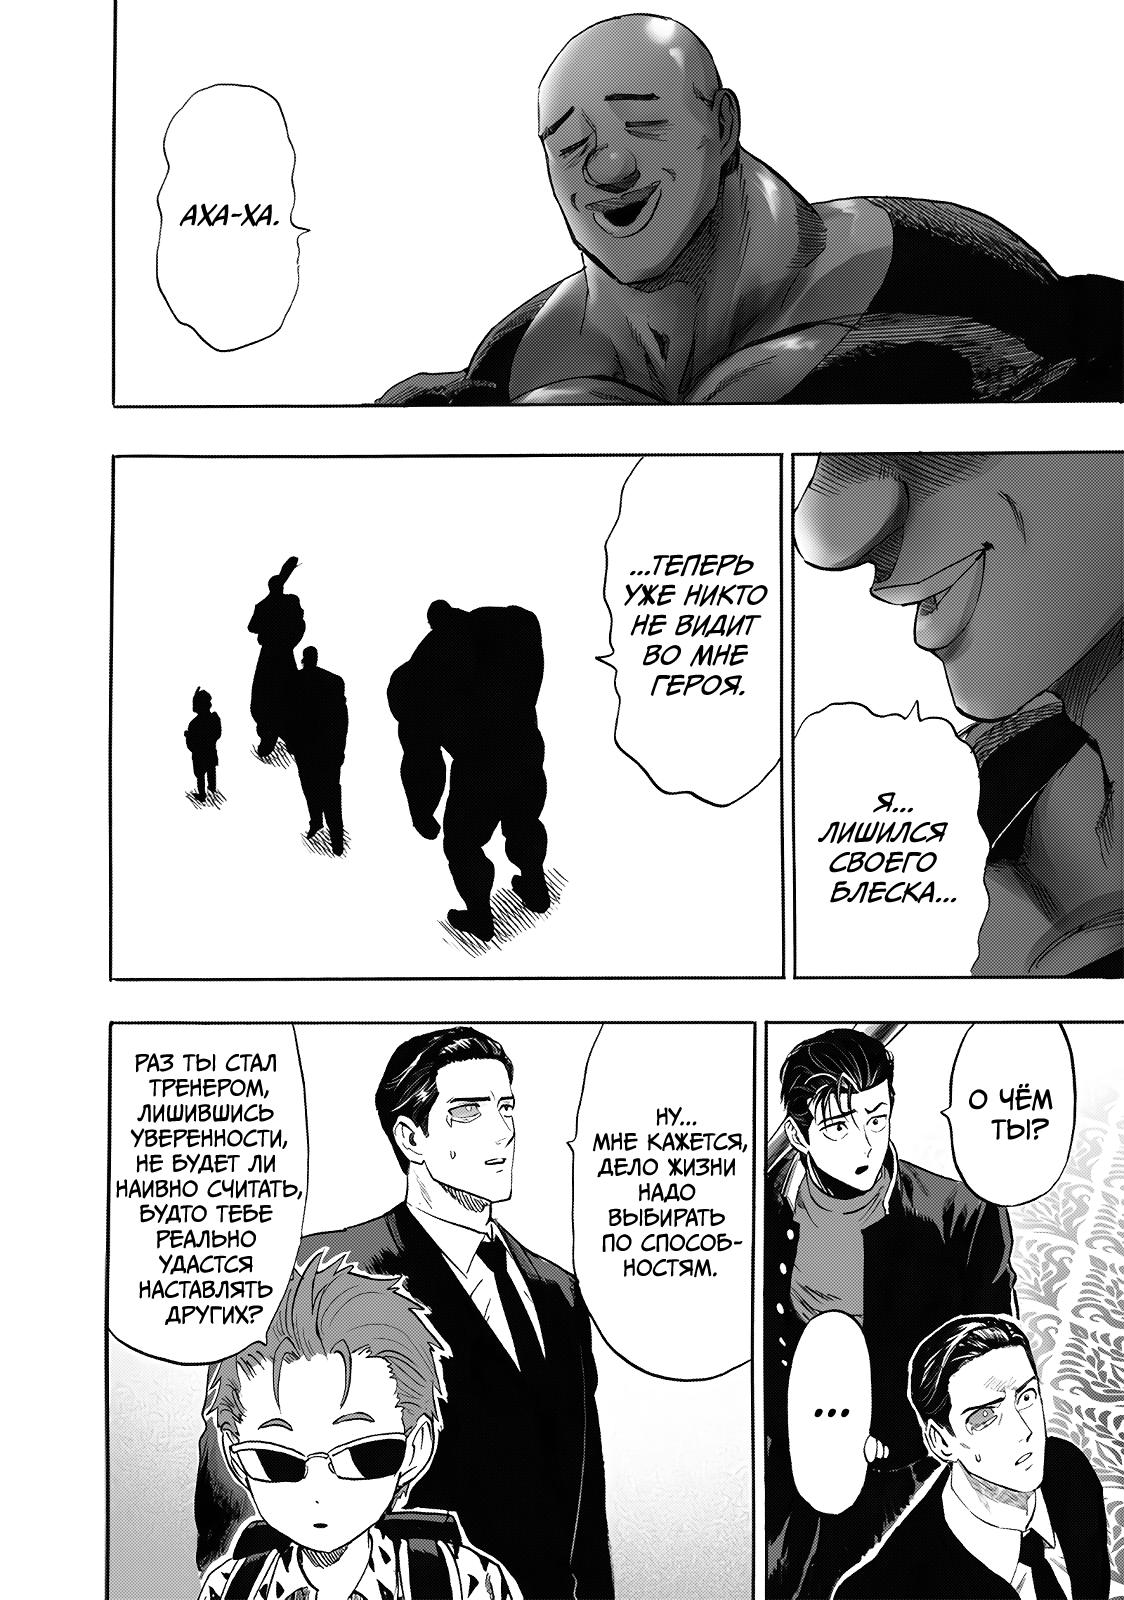 АХА-ХА.
Я...
ЛИШИЛСЯ
СВОЕГО
БЛЕСКА...
...ТЕПЕРЬ
УЖЕ НИКТО
НЕ ВИДИТ
ВО МНЕ
ГЕРОЯ.
О ЧЁМ
ТЫ?
...
НУ...
МНЕ КАЖЕТСЯ,
ДЕЛО ЖИЗНИ
НАДО
ВЫБИРАТЬ
ПО СПОСОБ-
НОСТЯМ.
РАЗ ТЫ СТАЛ
ТРЕНЕРОМ,
ЛИШИВШИСЬ
УВЕРЕННОСТИ,
НЕ БУДЕТ ЛИ
НАИВНО СЧИТАТЬ,
БУДТО ТЕБЕ
РЕАЛЬНО
УДАСТСЯ
НАСТАВЛЯТЬ
ДРУГИХ?